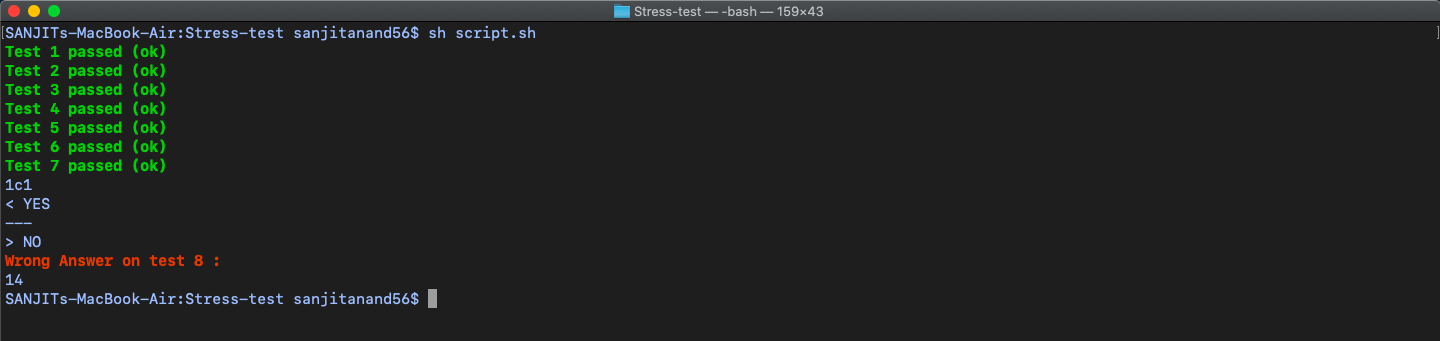 Stress-test — -bash — 159×43
[SANJITs-MacBook-Air:Stress-test sanjitanand56$ sh script.sh ]
Test 1 passed (ok)
Test 2 passed (ok)
Test 3 passed (ok)
Test 4 passed (ok)
Test 5 passed (ok)
Test 6 passed (ok)
Test 7 passed (ok)
1c1
< YES
---
> NO
Wrong Answer on test 8 :
14
SANJITs-MacBook-Air:Stress-test sanjitanand56$